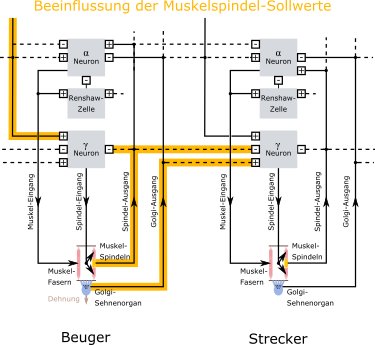 Beeinflussung der Muskelspindel-Sollwerte
α
Neuron
Renshaw-
Zelle
γ
Neuron
Muskel-Eingang
Spindel-Eingang
Spindel-Ausgang
Golgi-Ausgang
Muskel-
Spindeln
Muskel-
Fasern
Golgi-
Sehnenorgan
Dehnung
Beuger
α
Neuron
Renshaw-
Zelle
γ
Neuron
Muskel-Eingang
Spindel-Eingang
Spindel-Ausgang
Golgi-Ausgang
Muskel-
Spindeln
Muskel-
Fasern
Golgi-
Sehnenorgan
Strecker